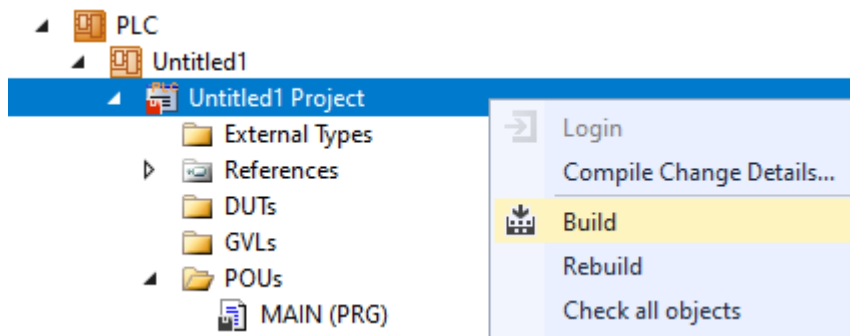 PLC
Untitled1
Untitled1 Project
External Types
References
DUTs
GVLs
POUs
MAIN (PRG)
Login
Compile Change Details...
Build
Rebuild
Check all objects